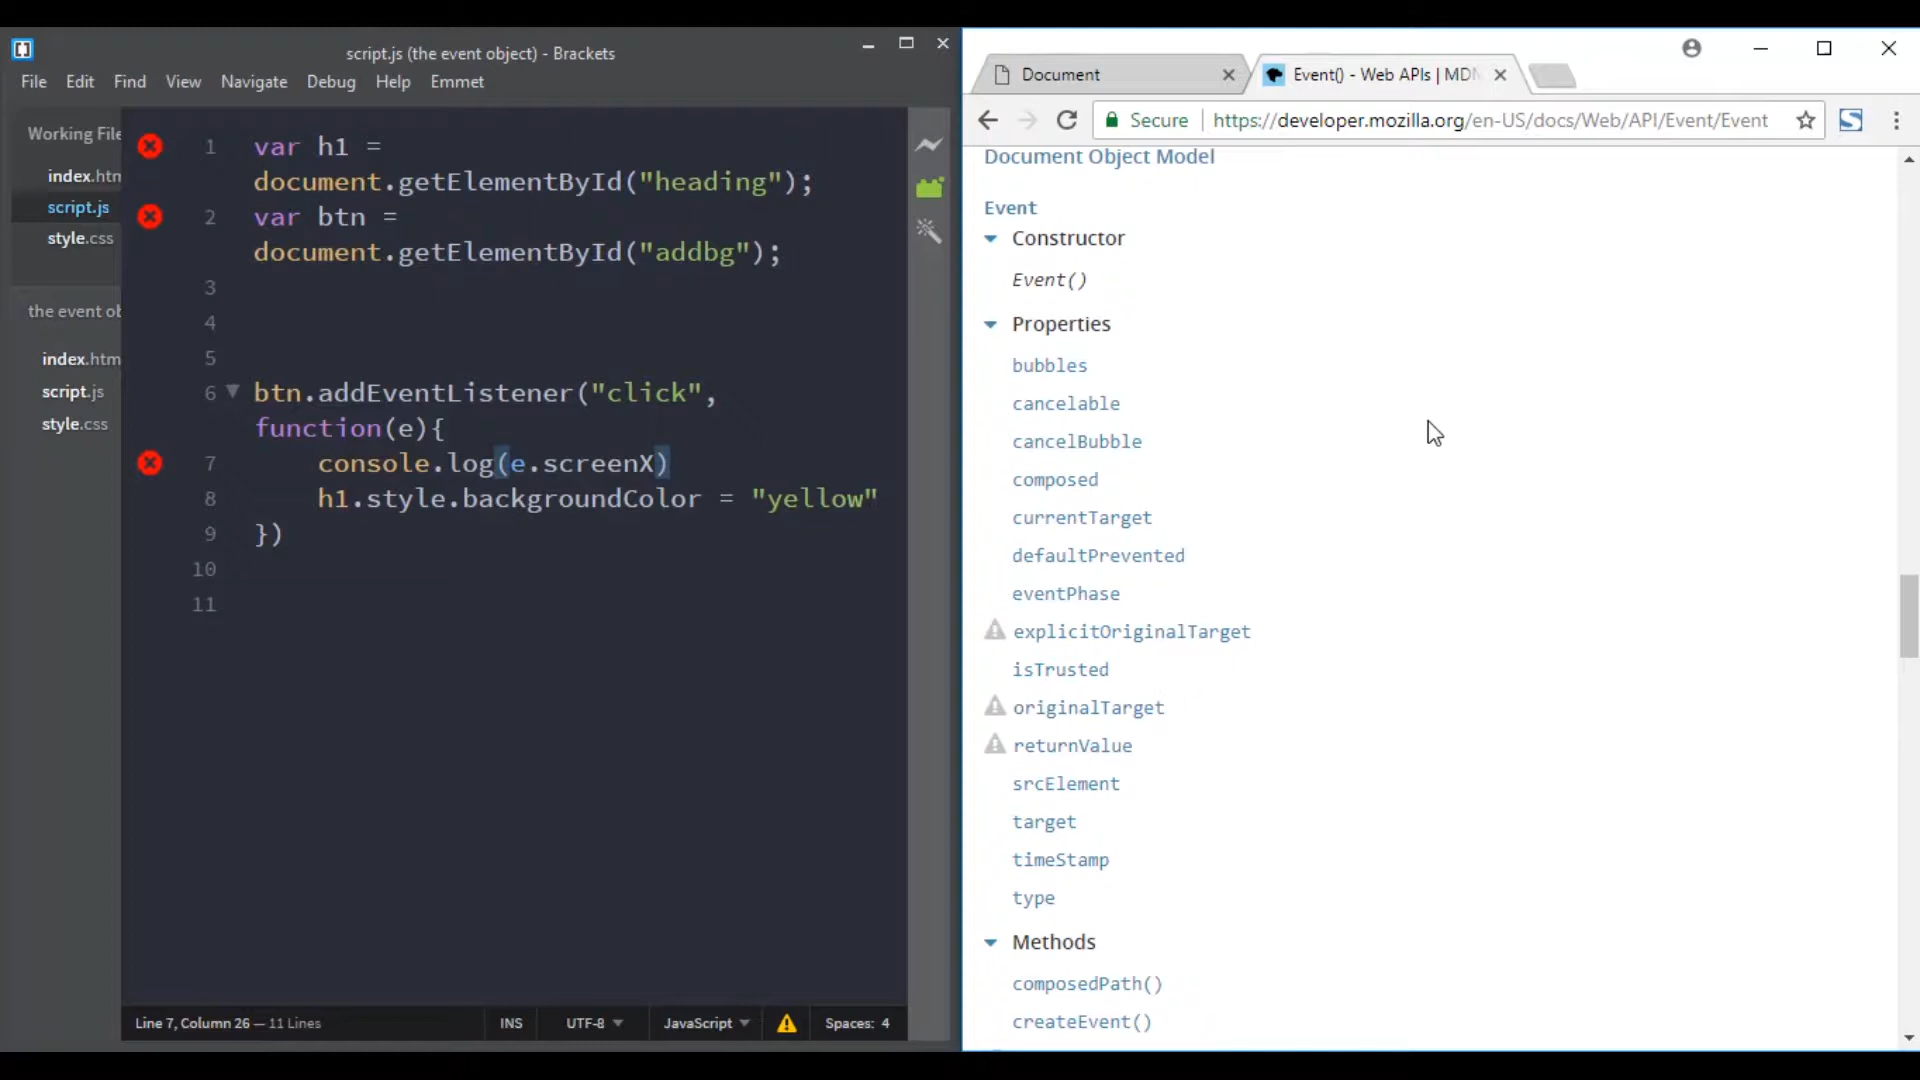 script.js (the event object) - Brackets
File Edit Find View Navigate Debug Help Emmet
Working File
index.htm
script.js
style.css
the event ob
index.htm
script.js
style.css
1 var h1 =
document.getElementById("heading");
2 var btn =
document.getElementById("addbg");
3
4
5
6 btn.addEventListener("click",
function(e){
7 console.log(e.screenX)
8 h1.style.backgroundColor = "yellow"
9 })
10
11
Line 7, Column 26 — 11 Lines
INS UTF-8 JavaScript Spaces: 4
Document
Event() - Web APIs | MDN
Secure https://developer.mozilla.org/en-US/docs/Web/API/Event/Event
Document Object Model
Event
Constructor
Event()
Properties
bubbles
cancelable
cancelBubble
composed
currentTarget
defaultPrevented
eventPhase
explicitOriginalTarget
isTrusted
originalTarget
returnValue
srcElement
target
timeStamp
type
Methods
composedPath()
createEvent()